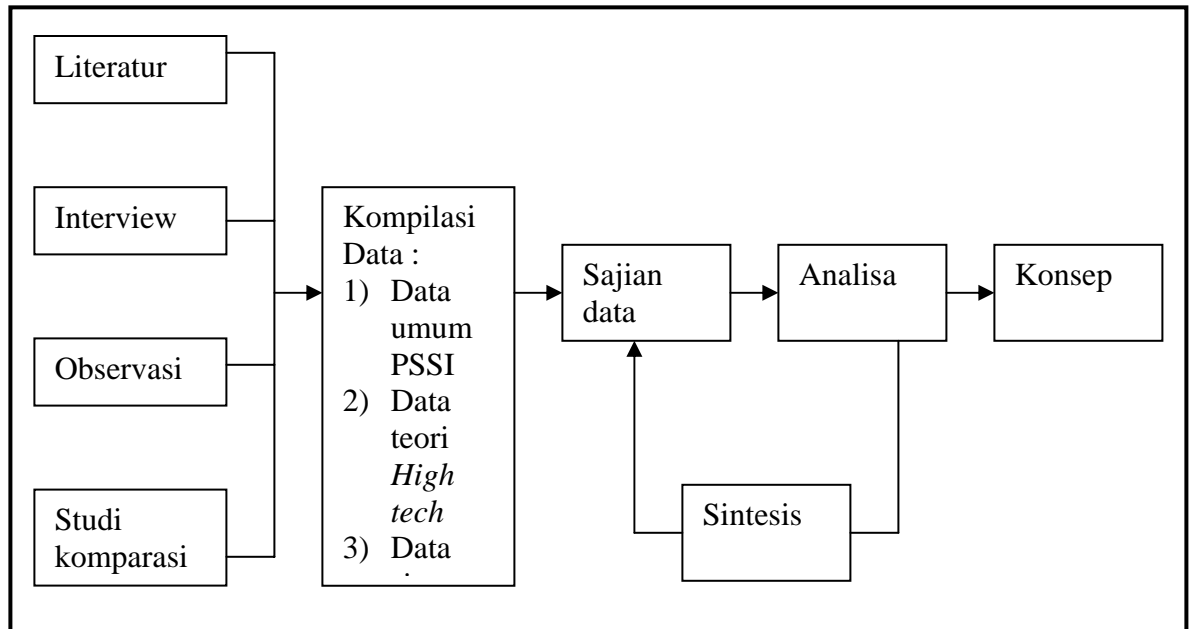 Literatur
Interview
Observasi
Studi
komparasi
Kompilasi
Data :
1) Data
umum
PSSI
2) Data
teori
High
tech
3) Data
Sajian
data
Analisa
Konsep
Sintesis